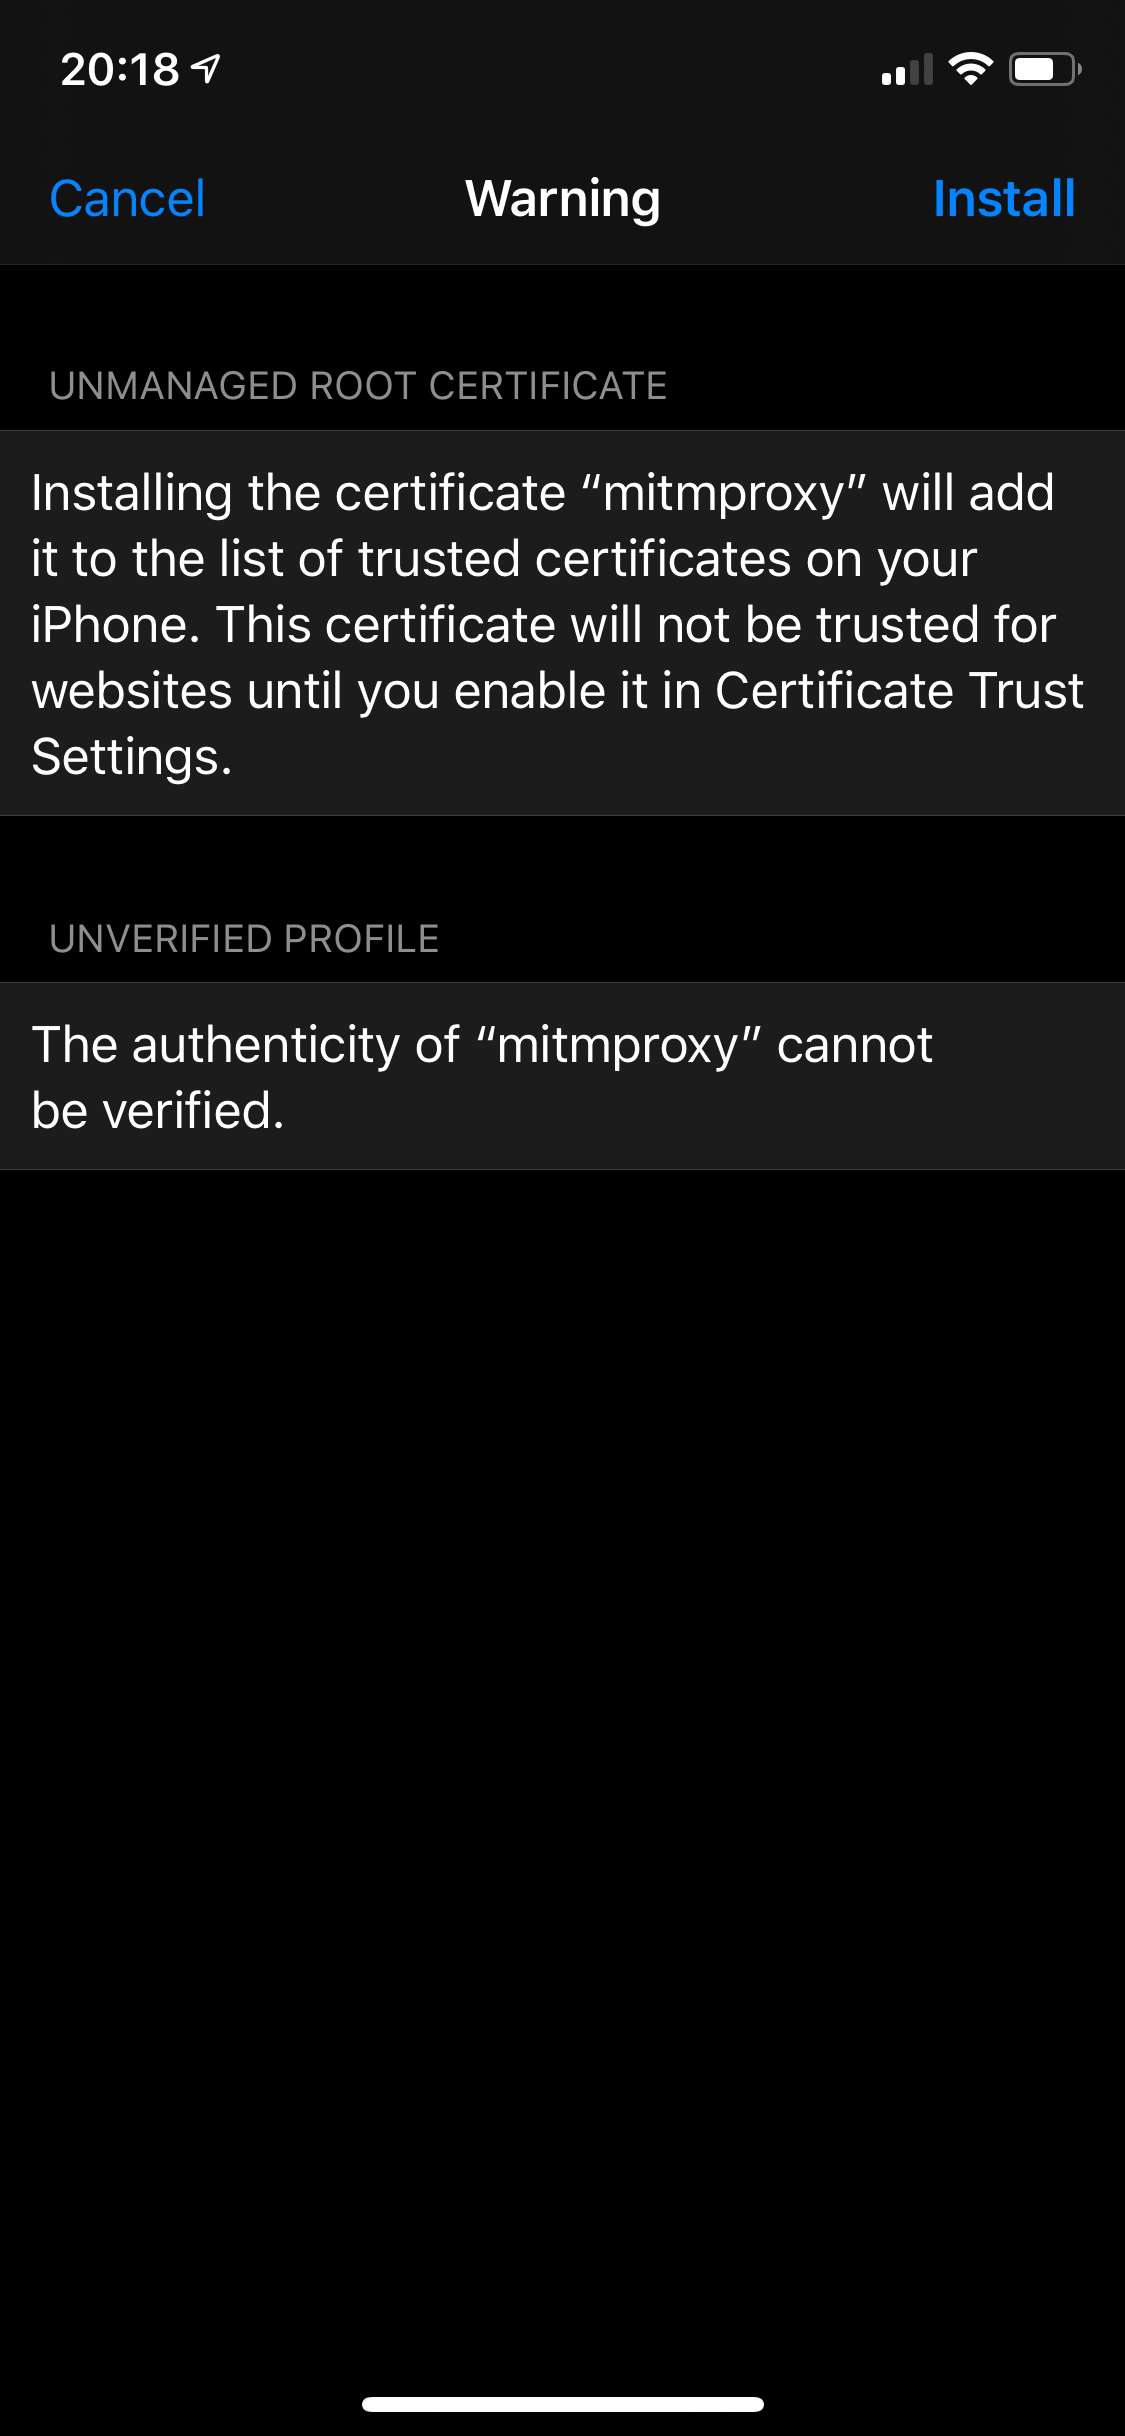 20:18
Cancel Warning Install
UNMANAGED ROOT CERTIFICATE
Installing the certificate “mitmproxy” will add
it to the list of trusted certificates on your
iPhone. This certificate will not be trusted for
websites until you enable it in Certificate Trust
Settings.
UNVERIFIED PROFILE
The authenticity of “mitmproxy” cannot
be verified.